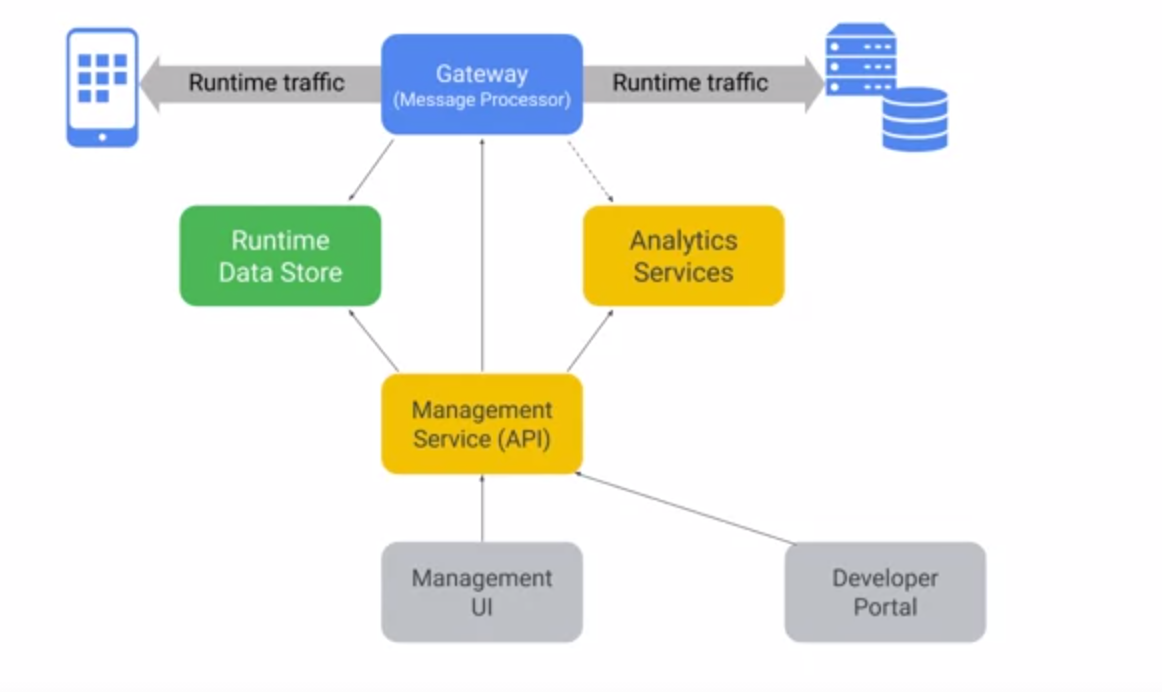 Runtime traffic
Gateway
(Message Processor)
Runtime traffic
Runtime
Data Store
Analytics
Services
Management
Service (API)
Management
UI
Developer
Portal